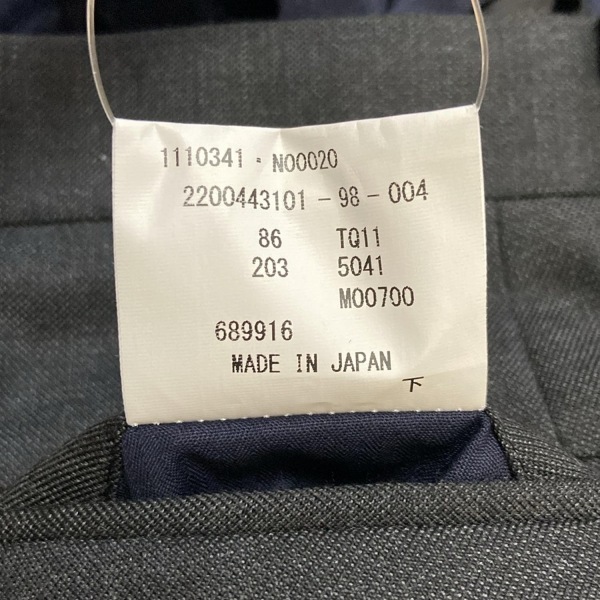 1110341・N00020
2200443101-98-004
86 TQ11
203 5041
M00700
689916
MADE IN JAPAN
下